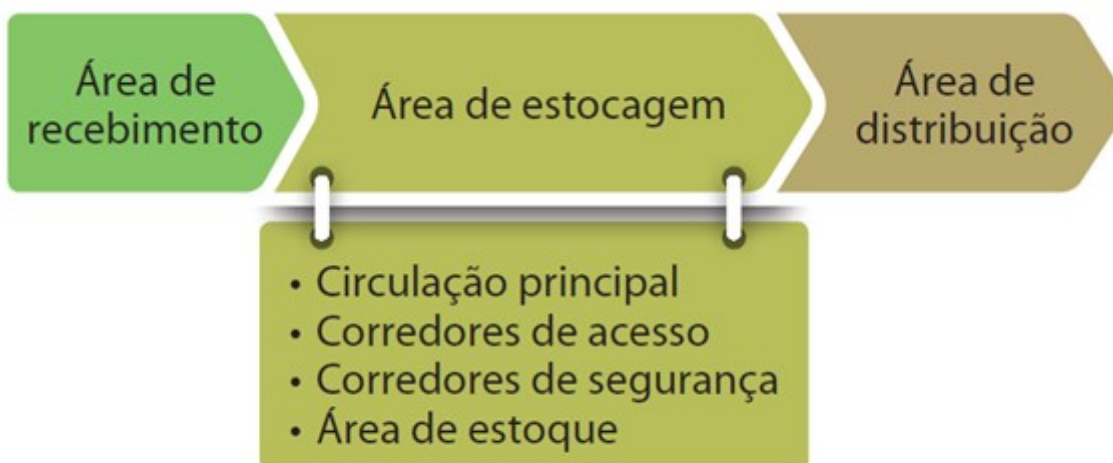 Área de
recebimento
Área de estocagem
Área de
distribuição
• Circulação principal
• Corredores de acesso
• Corredores de segurança
• Área de estoque